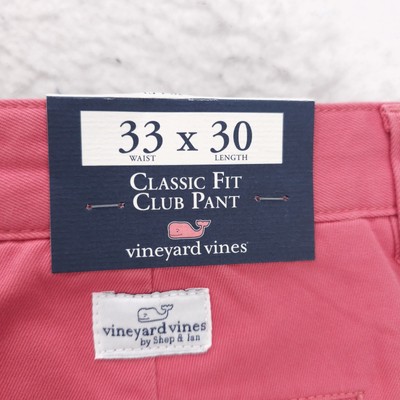 33 x 30
WAIST LENGTH
CLASSIC FIT
CLUB PANT
vineyard vines
vineyard vines
by Shep & Ian